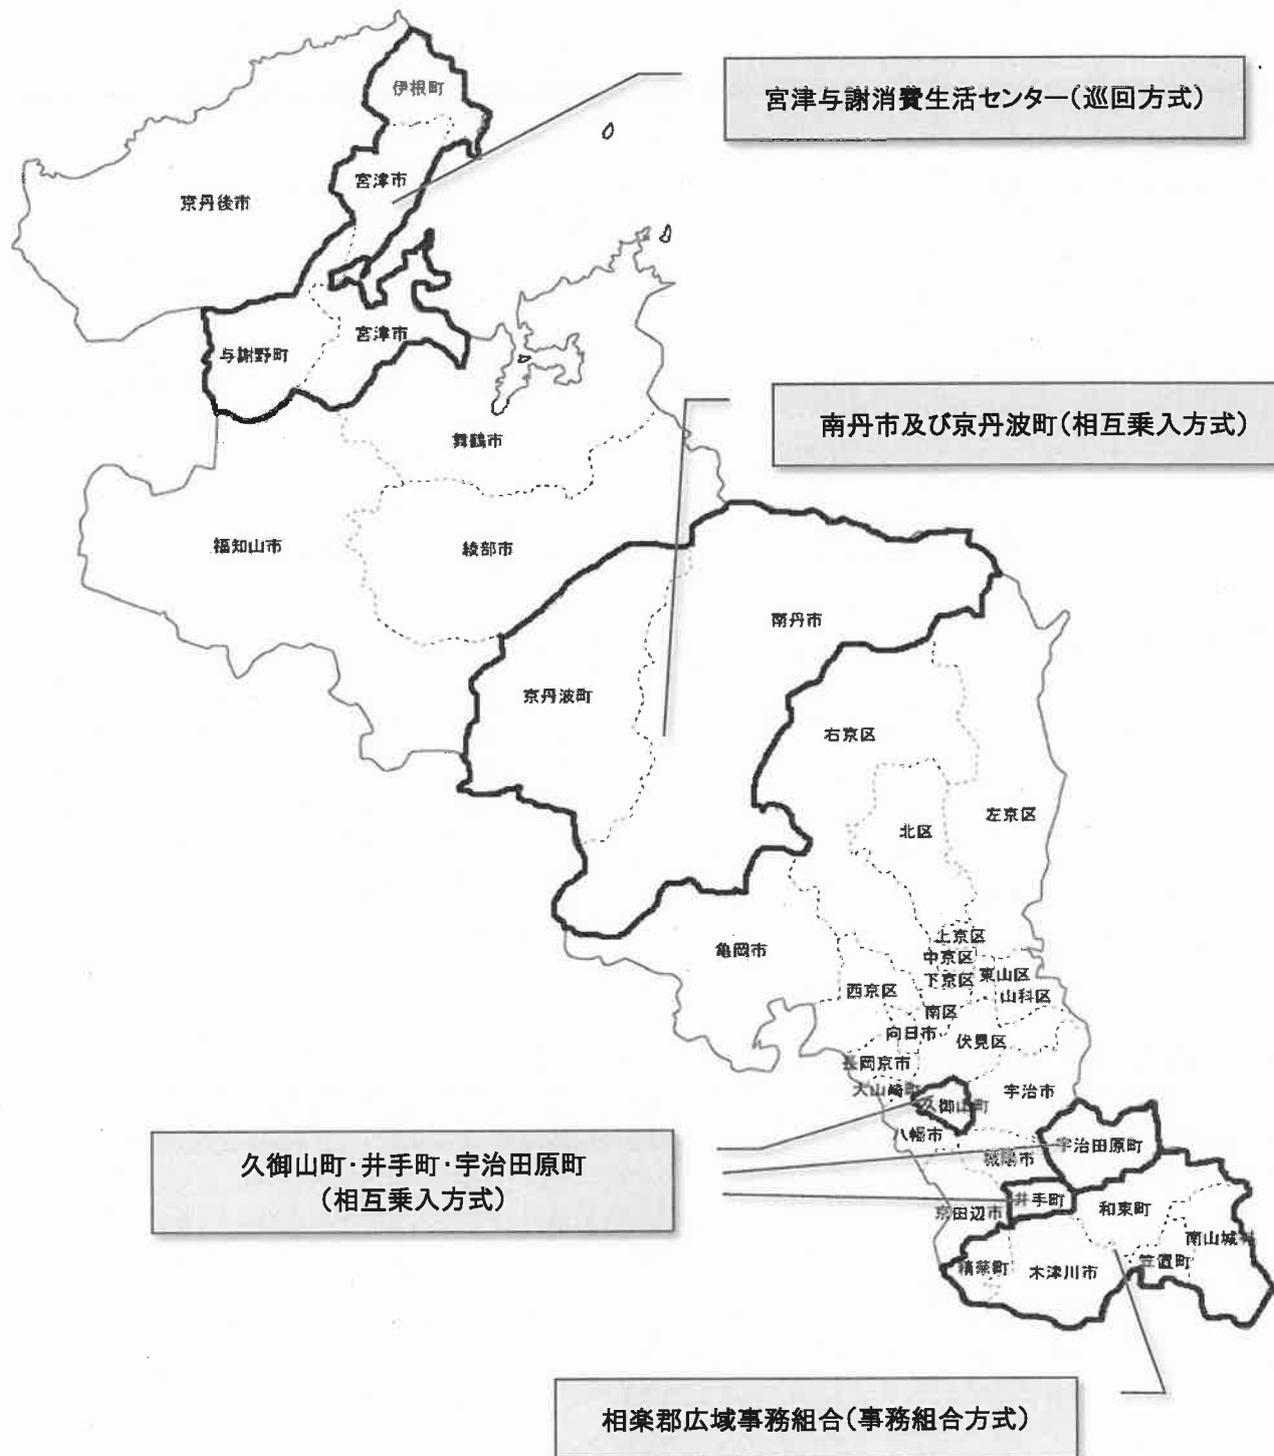 伊根町
宮津与謝消費生活センター(巡回方式)
宮津市
京丹後市
宮津市
与謝野町
南丹市及び京丹波町(相互乗入方式)
舞鶴市
福知山市
綾部市
南丹市
京丹波町
右京区
左京区
北区
上京区
亀岡市
中京区
東山区
下京区
西京区
山科区
南区
向日市
伏見区
長岡京市
大山崎町
宇治市
久御山町
八幡市
宇治田原町
城陽市
久御山町・井手町・宇治田原町
(相互乗入方式)
井手町
和束町
京田辺市
南山城村
笠置町
精華町
木津川市
相楽郡広域事務組合(事務組合方式)